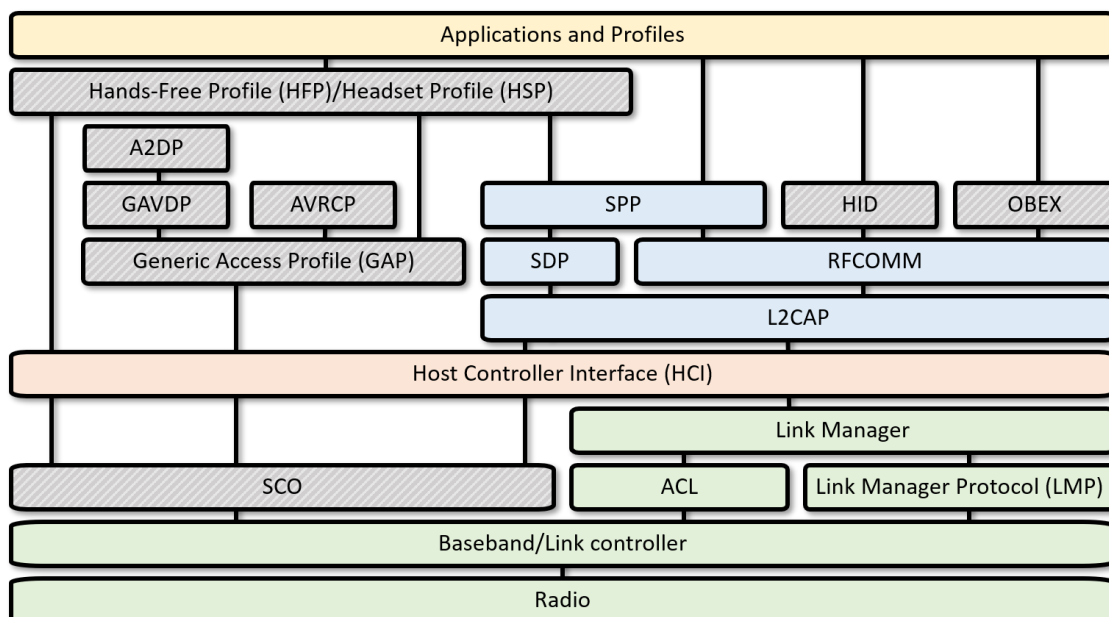 Applications and Profiles
Hands-Free Profile (HFP)/Headset Profile (HSP)
A2DP
GAVDP
AVRCP
SPP
HID
OBEX
Generic Access Profile (GAP)
SDP
RFCOMM
L2CAP
Host Controller Interface (HCI)
Link Manager
SCO
ACL
Link Manager Protocol (LMP)
Baseband/Link controller
Radio